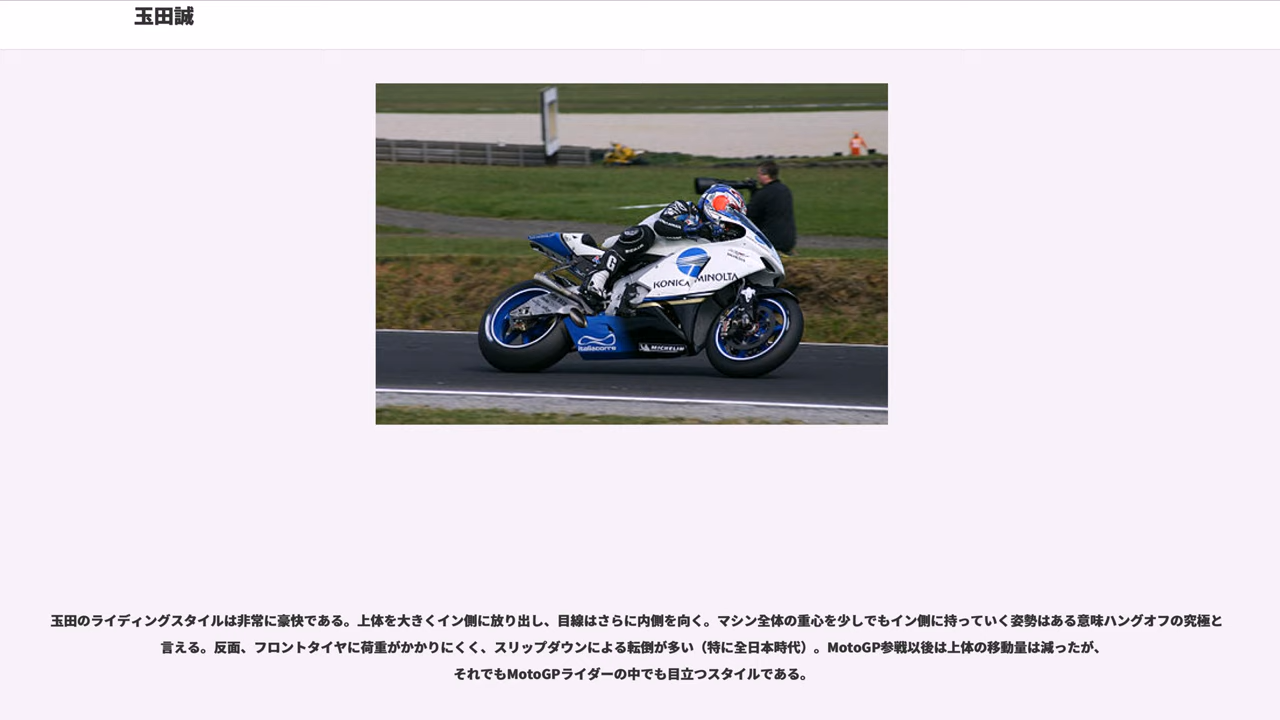 玉田誠
KONICA MINOLTA
italiacorre
MICHELIN
玉田のライディングスタイルは非常に豪快である。上体を大きくイン側に放り出し、目線はさらに内側を向く。マシン全体の重心を少しでもイン側に持っていく姿勢はある意味ハングオフの究極と
言える。反面、フロントタイヤに荷重がかかりにくく、スリップダウンによる転倒が多い（特に全日本時代）。MotoGP参戦以後は上体の移動量は減ったが、
それでもMotoGPライダーの中でも目立つスタイルである。